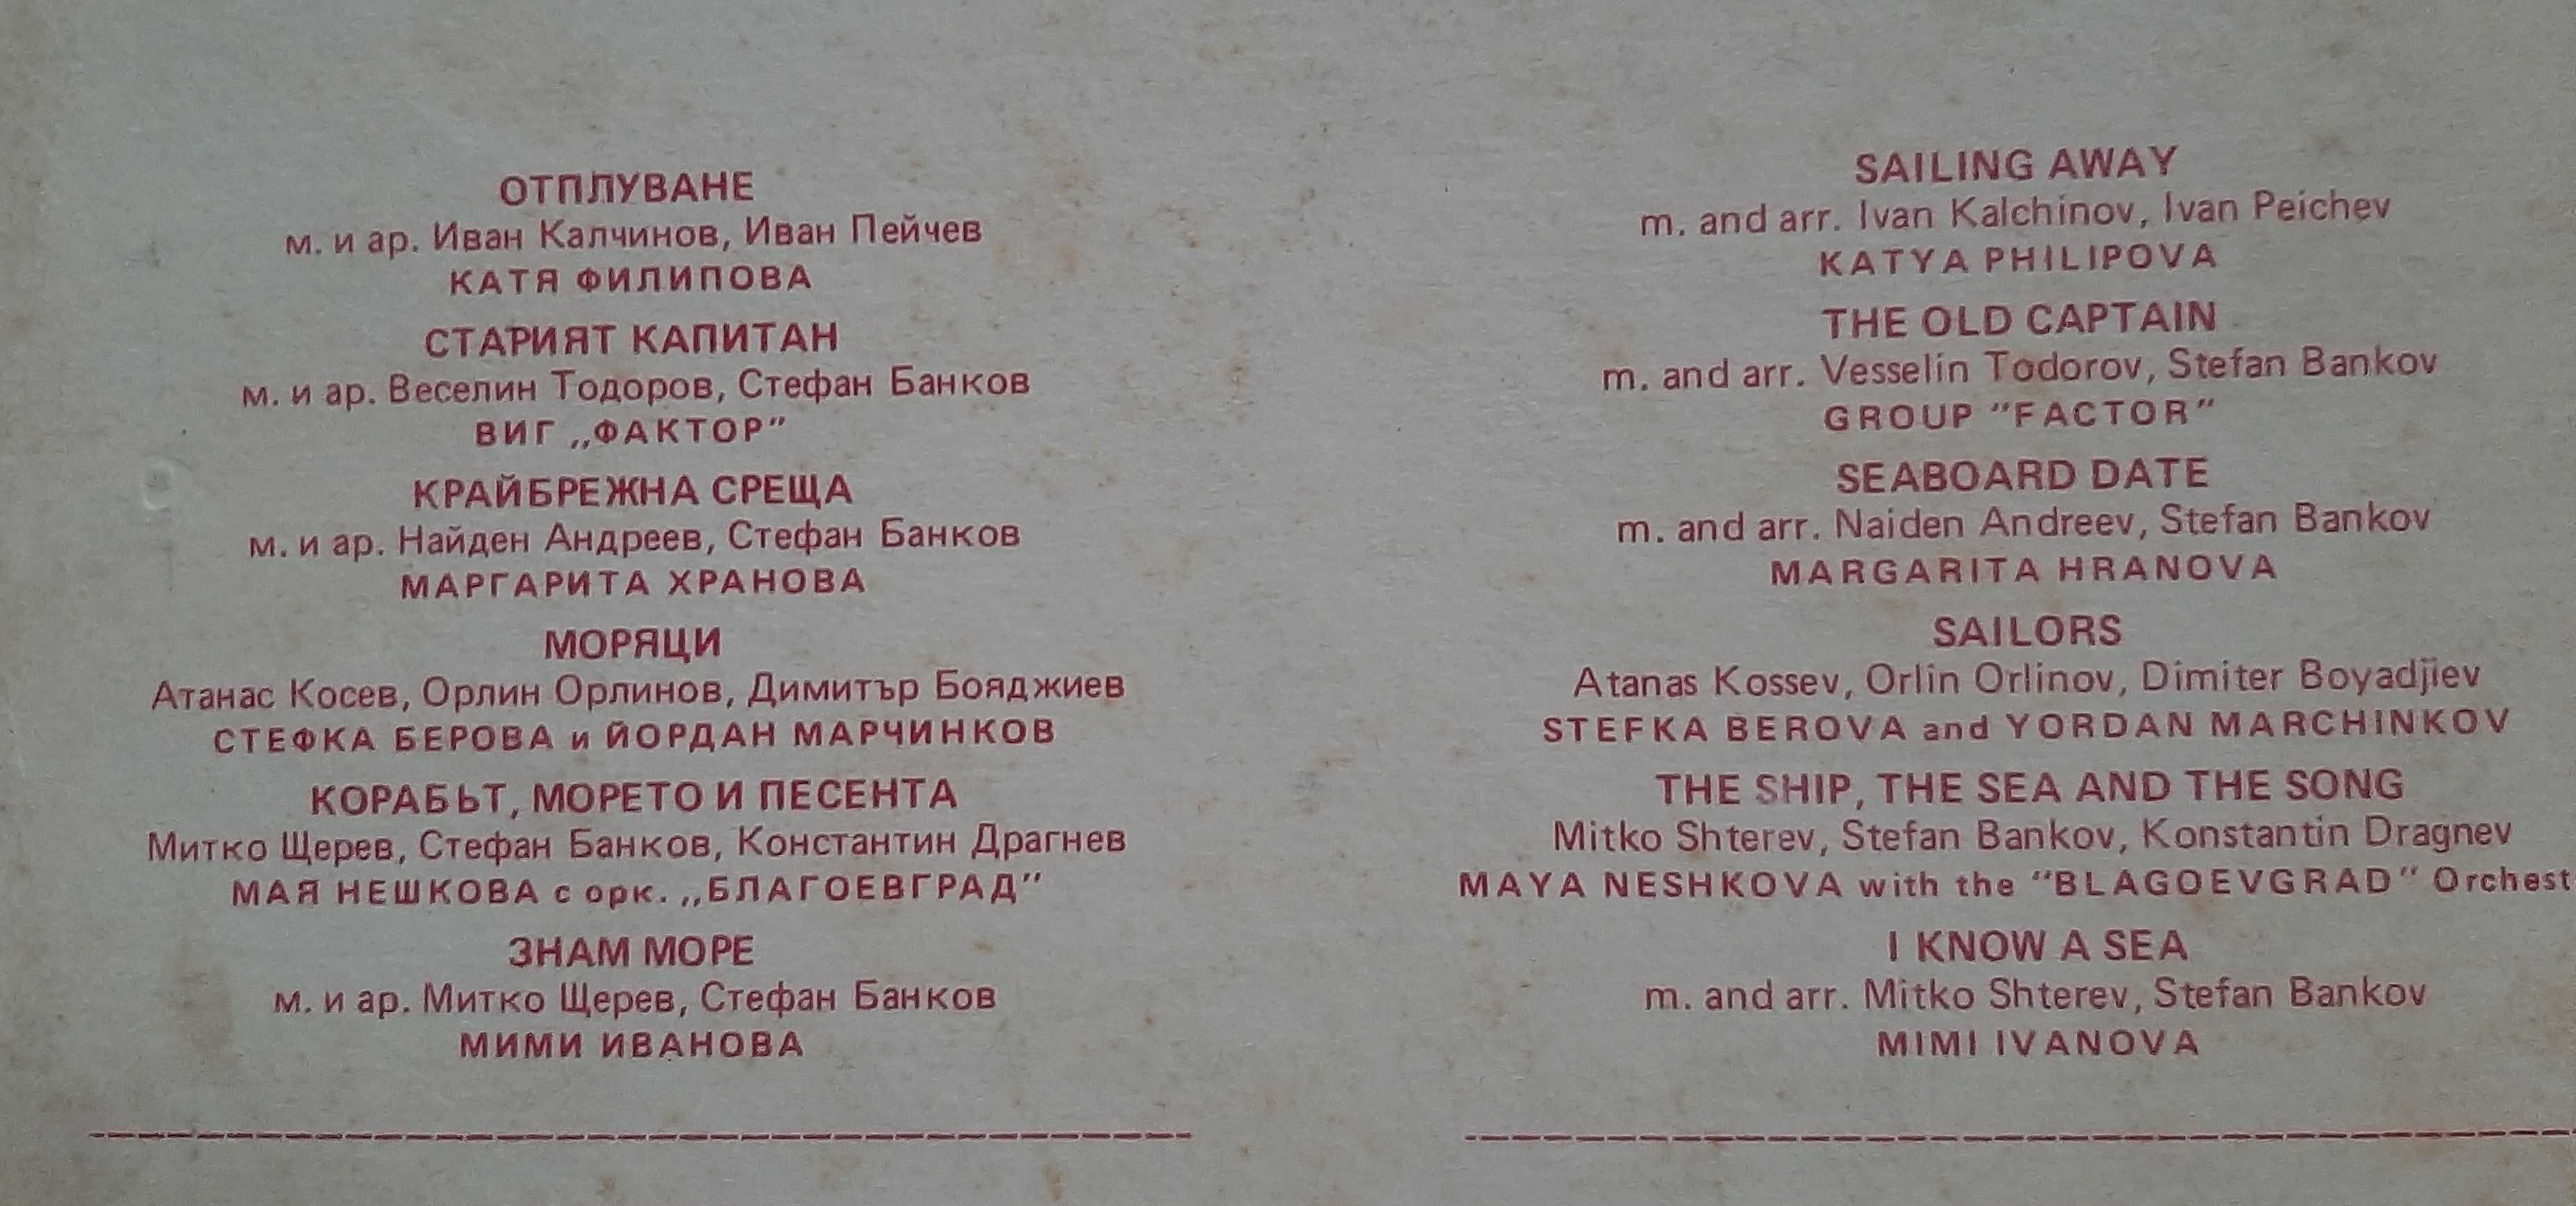 ОТПЛУВАНЕ
м. и ар. Иван Калчинов, Иван Пейчев
КАТЯ ФИЛИПОВА
СТАРИЯТ КАПИТАН
м. и ар. Веселин Тодоров, Стефан Банков
ВИГ „ФАКТОР”
КРАЙБРЕЖНА СРЕЩА
м. и ар. Найден Андреев, Стефан Банков
МАРГАРИТА ХРАНОВА
МОРЯЦИ
Атанас Косев, Орлин Орлинов, Димитър Бояджиев
СТЕФКА БЕРОВА и ЙОРДАН МАРЧИНКОВ
КОРАБЬТ, МОРЕТО И ПЕСЕНТА
Митко Щерев, Стефан Банков, Константин Драгнев
МАЯ НЕШКОВА с орк. „БЛАГОЕВГРАД”
ЗНАМ МОРЕ
м. и ар. Митко Щерев, Стефан Банков
МИМИ ИВАНОВА
SAILING AWAY
m. and arr. Ivan Kalchinov, Ivan Peichev
KATYA PHILIPOVA
THE OLD CAPTAIN
m. and arr. Vesselin Todorov, Stefan Bankov
GROUP "FACTOR"
SEABOARD DATE
m. and arr. Naiden Andreev, Stefan Bankov
MARGARITA HRANOVA
SAILORS
Atanas Kossev, Orlin Orlinov, Dimiter Boyadjiev
STEFKA BEROVA and YORDAN MARCHINKOV
THE SHIP, THE SEA AND THE SONG
Mitko Shterev, Stefan Bankov, Konstantin Dragnev
MAYA NESHKOVA with the "BLAGOEVGRAD" Orchest
I KNOW A SEA
m. and arr. Mitko Shterev, Stefan Bankov
MIMI IVANOVA